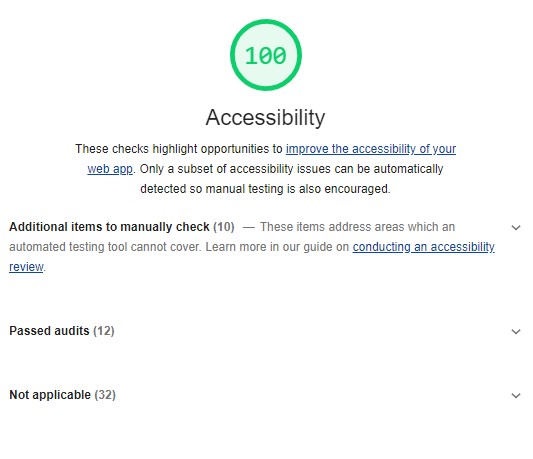 100
Accessibility
These checks highlight opportunities to improve the accessibility of your
web app. Only a subset of accessibility issues can be automatically
detected so manual testing is also encouraged.
Additional items to manually check (10) — These items address areas which an
automated testing tool cannot cover. Learn more in our guide on conducting an accessibility
review.
Passed audits (12)
Not applicable (32)